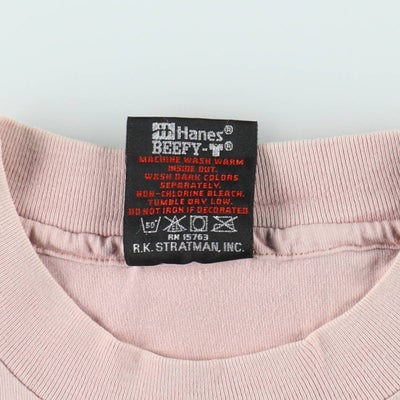 Hanes®
BEEFY-T®
MACHINE WASH WARM
INSIDE OUT.
WASH DARK COLORS
SEPARATELY.
NON-CHLORINE BLEACH.
TUMBLE DRY LOW.
DO NOT IRON IF DECORATED
50°
RN 15763
R.K. STRATMAN, INC.